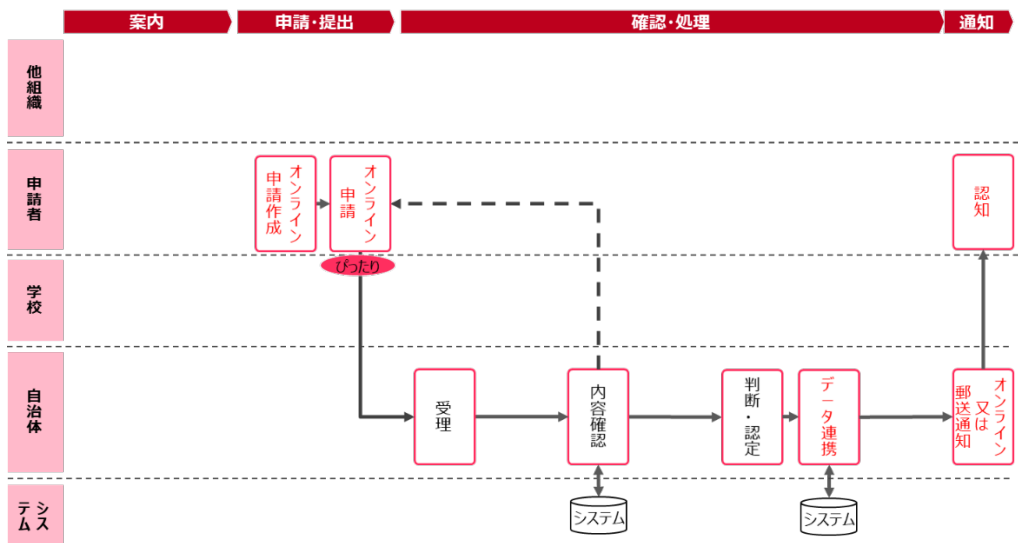 案内
申請・提出
確認・処理
通知
他組織
申請者
オンライン
申請作成
オンライン
申請
認知
ぴったり
学校
自治体
受理
内容確認
判断・認定
データ連携
オンライン
又は
郵送通知
シス
テム
システム
システム